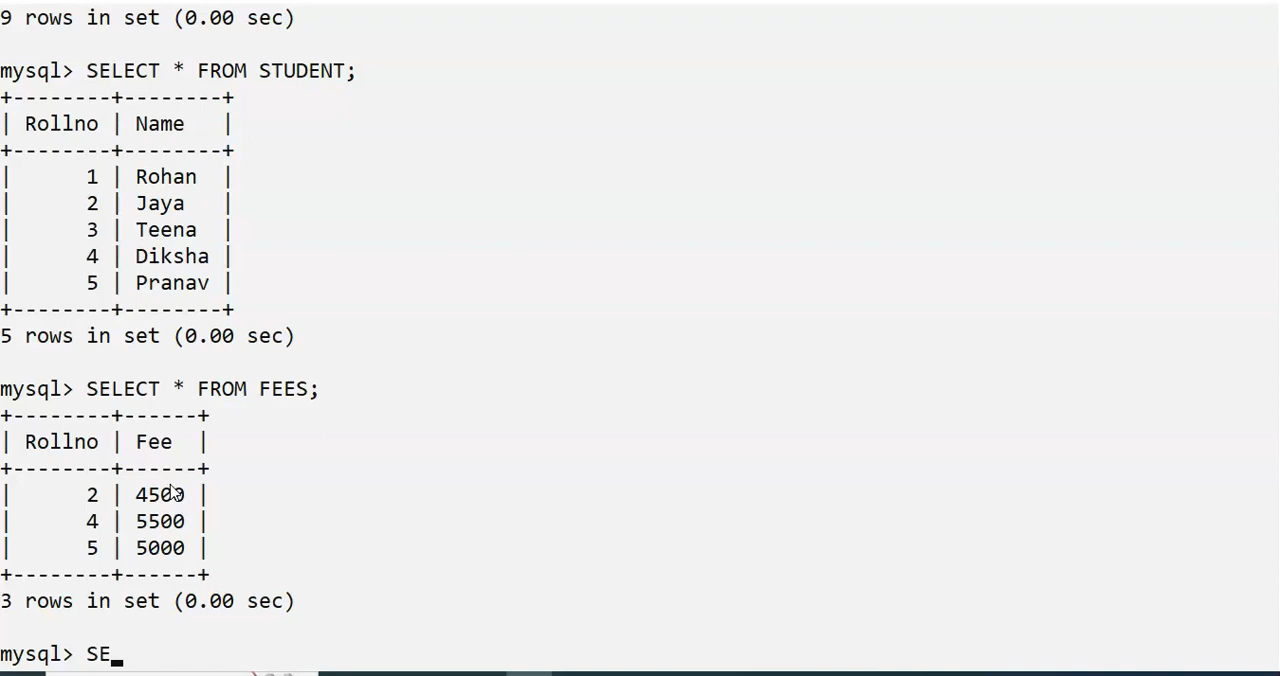 9 rows in set (0.00 sec)
mysql> SELECT * FROM STUDENT;
+--------+--------+
| Rollno | Name   |
+--------+--------+
|      1 | Rohan  |
|      2 | Jaya   |
|      3 | Teena  |
|      4 | Diksha |
|      5 | Pranav |
+--------+--------+
5 rows in set (0.00 sec)
mysql> SELECT * FROM FEES;
+--------+------+
| Rollno | Fee  |
+--------+------+
|      2 | 4500 |
|      4 | 5500 |
|      5 | 5000 |
+--------+------+
3 rows in set (0.00 sec)
mysql> SE